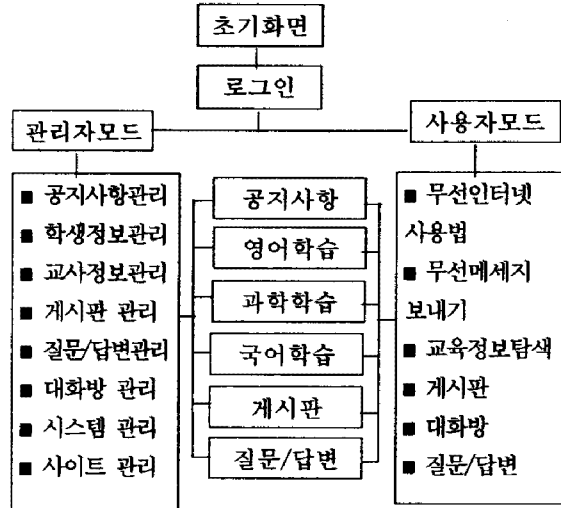 초기화면
로그인
관리자모드
사용자모드
■ 공지사항관리
■ 학생정보관리
■ 교사정보관리
■ 게시판 관리
■ 질문/답변관리
■ 대화방 관리
■ 시스템 관리
■ 사이트 관리
공지사항
영어학습
과학학습
국어학습
게시판
질문/답변
■ 무선인터넷
사용법
■ 무선메세지
보내기
■ 교육정보탐색
■ 게시판
■ 대화방
■ 질문/답변